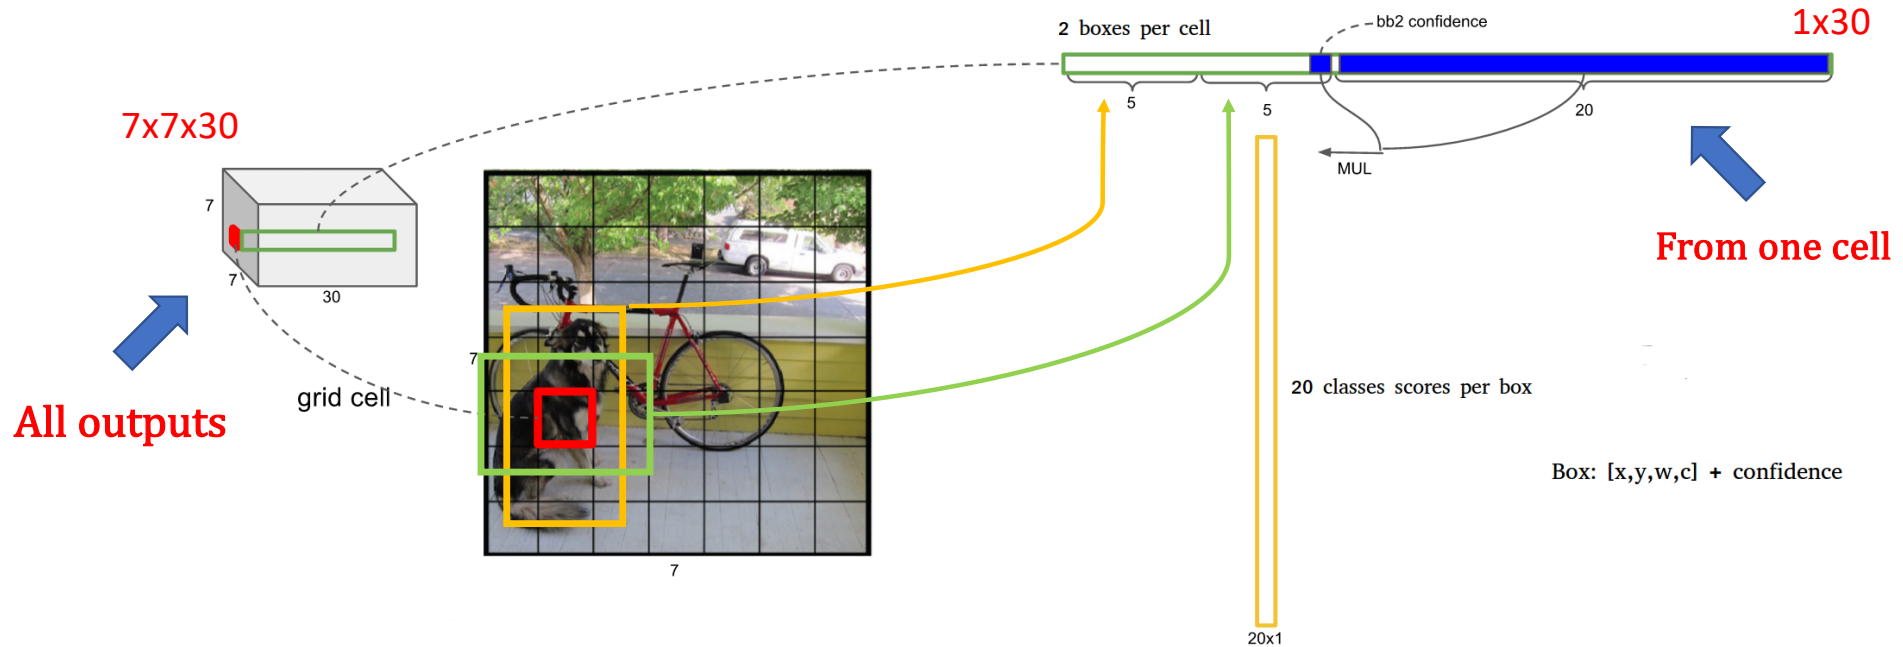 2 boxes per cell
bb2 confidence
1x30
5
5
20
MUL
7x7x30
7
7
30
grid cell
All outputs
7
7
From one cell
20 classes scores per box
Box: [x,y,w,c] + confidence
20x1